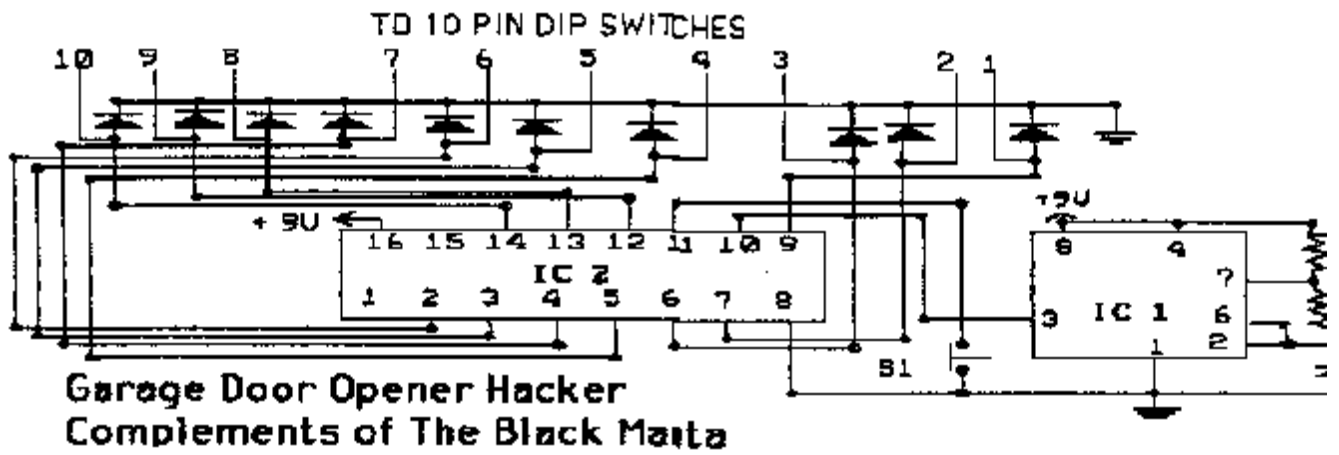 TO 10 PIN DIP SWITCHES
10 9 8 7 6 5 4 3 2 1
+9V
+9V
16 15 14 13 12 11 10 9
IC 2
1 2 3 4 5 6 7 8
8 4
7
3 IC 1 6
2
1
S1
Garage Door Opener Hacker
Complements of The Black Mafia